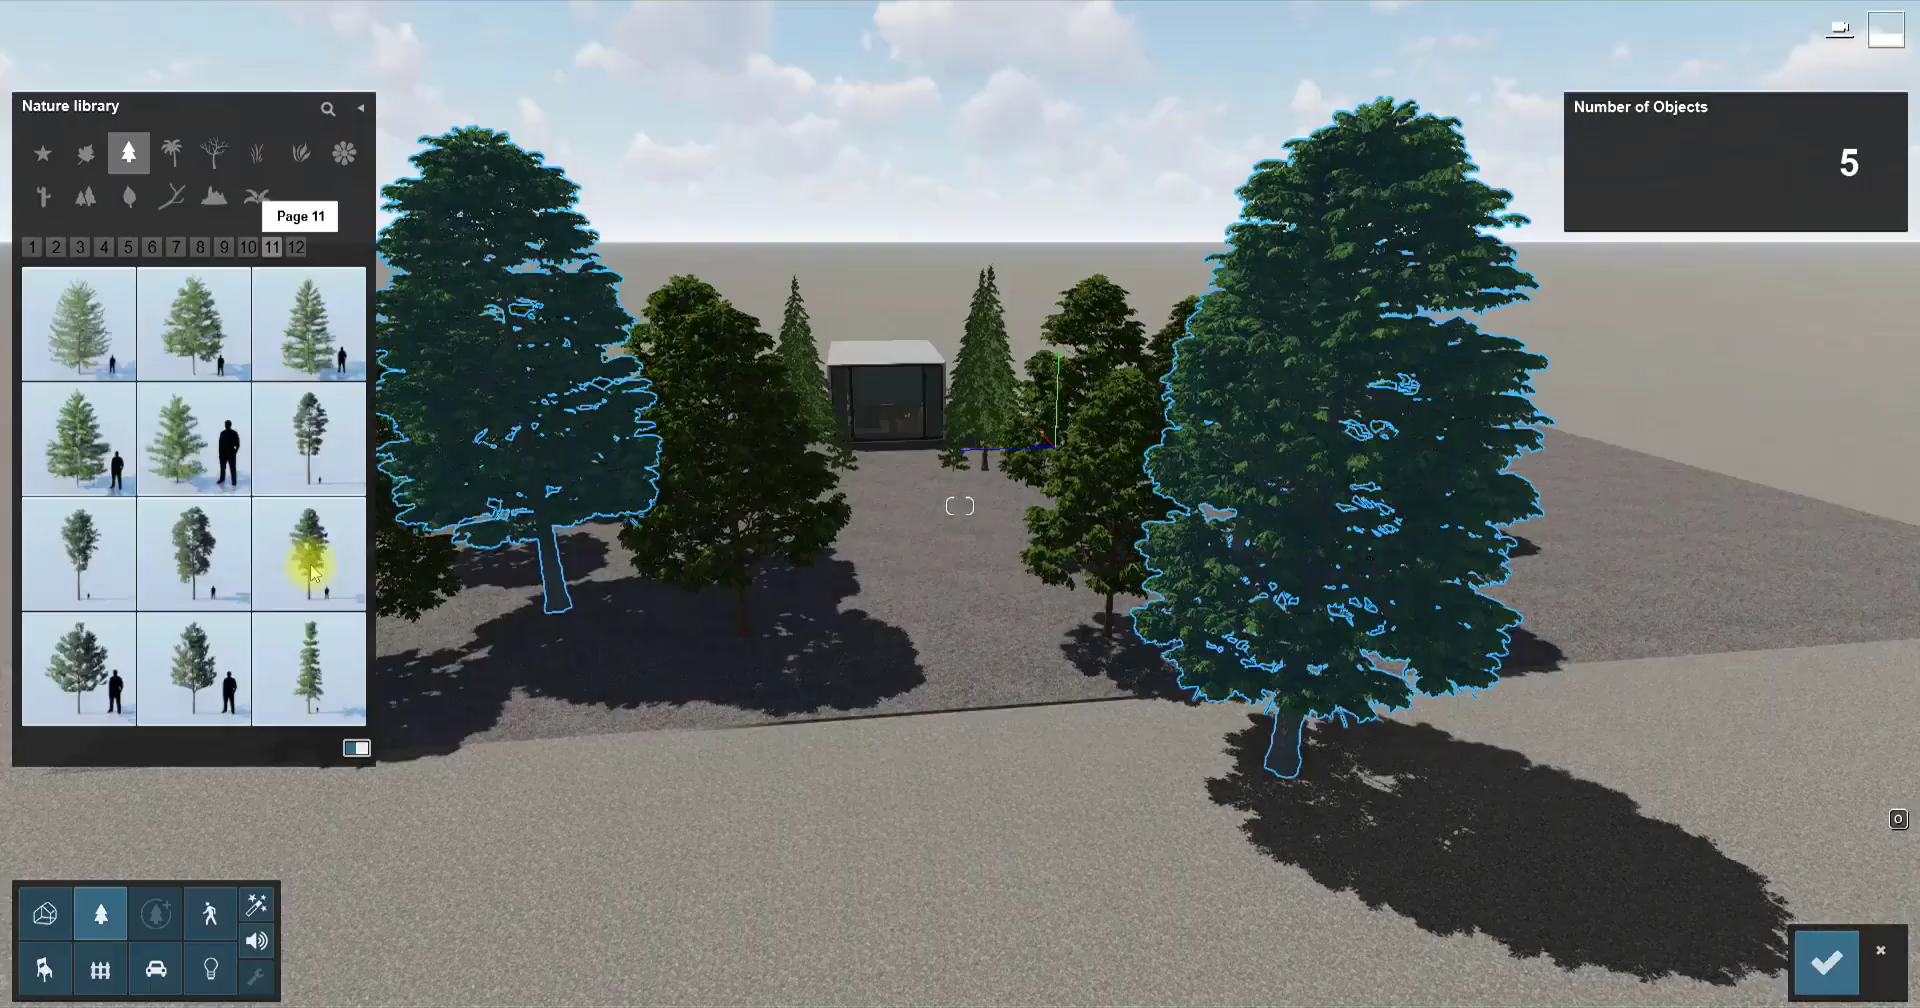 Nature library
Number of Objects
5
Page 11
1 2 3 4 5 6 7 8 9 10 11 12
O